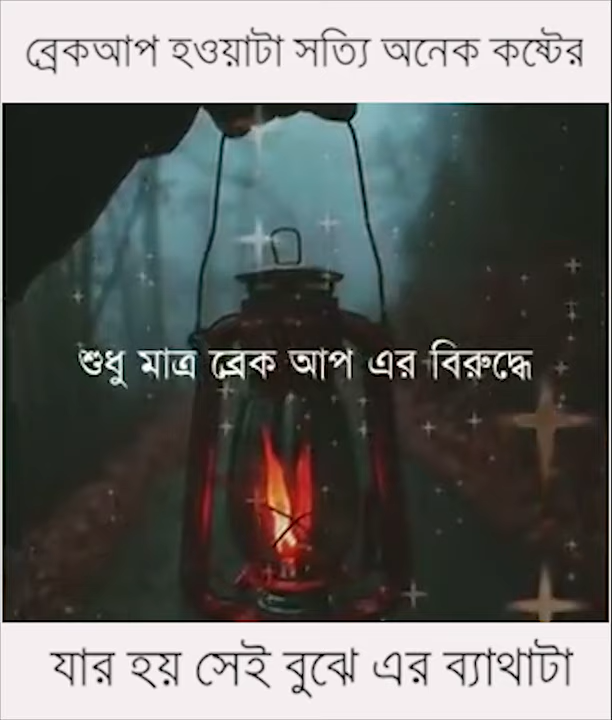 ব্রেকআপ হওয়াটা সত্যি অনেক কষ্টের
শুধু মাত্র ব্রেক আপ এর বিরুদ্ধে
যার হয় সেই বুঝে এর ব্যাথাটা